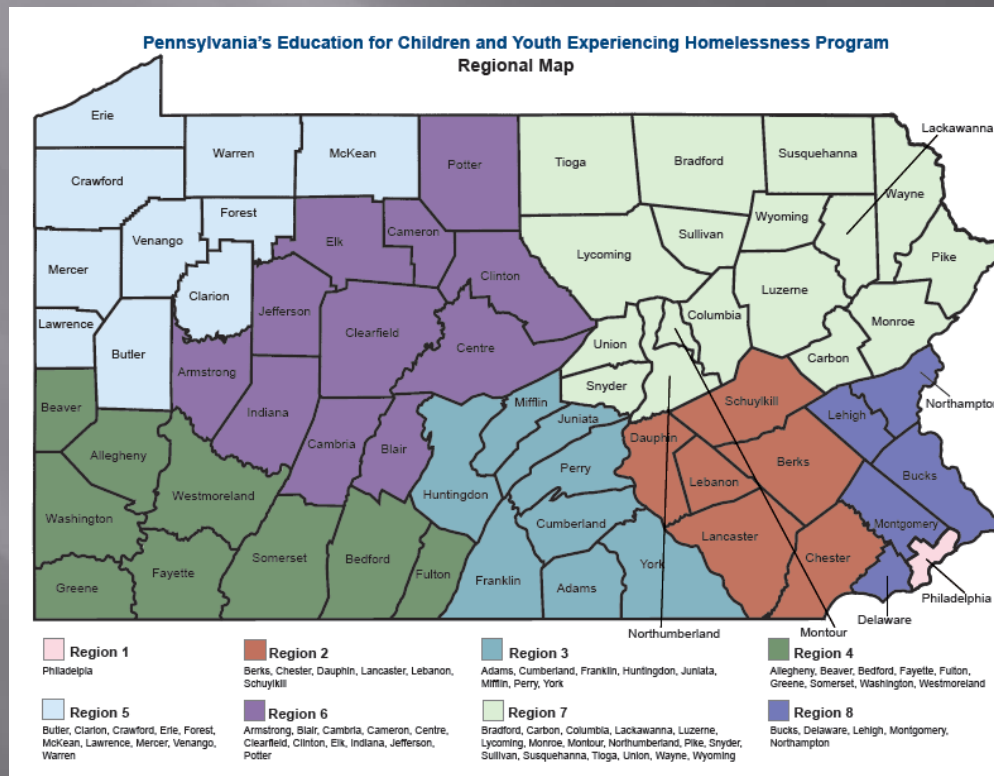 Pennsylvania's Education for Children and Youth Experiencing Homelessness Program
Regional Map
Erie
Warren
McKean
Potter
Tioga
Bradford
Susquehanna
Lackawanna
Crawford
Wayne
Forest
Venango
Elk
Cameron
Wyoming
Sullivan
Lycoming
Pike
Mercer
Clinton
Clarion
Luzerne
Jefferson
Columbia
Lawrence
Clearfield
Monroe
Union
Centre
Butler
Carbon
Armstrong
Snyder
Northampton
Beaver
Mifflin
Schuylkill
Indiana
Juniata
Lehigh
Dauphin
Cambria
Blair
Allegheny
Berks
Perry
Bucks
Lebanon
Westmoreland
Huntingdon
Washington
Cumberland
Montgomery
Lancaster
Somerset
Bedford
Chester
York
Fayette
Fulton
Franklin
Adams
Greene
Philadelphia
Delaware
Northumberland
Montour
Region 1
Philadelpia
Region 2
Berks, Chester, Dauphin, Lancaster, Lebanon,
Schuylkill
Region 3
Adams, Cumberland, Franklin, Huntingdon, Juniata,
Mifflin, Perry, York
Region 4
Allegheny, Beaver, Bedford, Fayette, Fulton,
Greene, Somerset, Washington, Westmoreland
Region 5
Butler, Clarion, Crawford, Erie, Forest,
McKean, Lawrence, Mercer, Venango,
Warren
Region 6
Armstrong, Blair, Cambria, Cameron, Centre,
Clearfield, Clinton, Elk, Indiana, Jefferson,
Potter
Region 7
Bradford, Carbon, Columbia, Lackawanna, Luzerne,
Lycoming, Monroe, Montour, Northumberland, Pike, Snyder,
Sullivan, Susquehanna, Tioga, Union, Wayne, Wyoming
Region 8
Bucks, Delaware, Lehigh, Montgomery,
Northampton